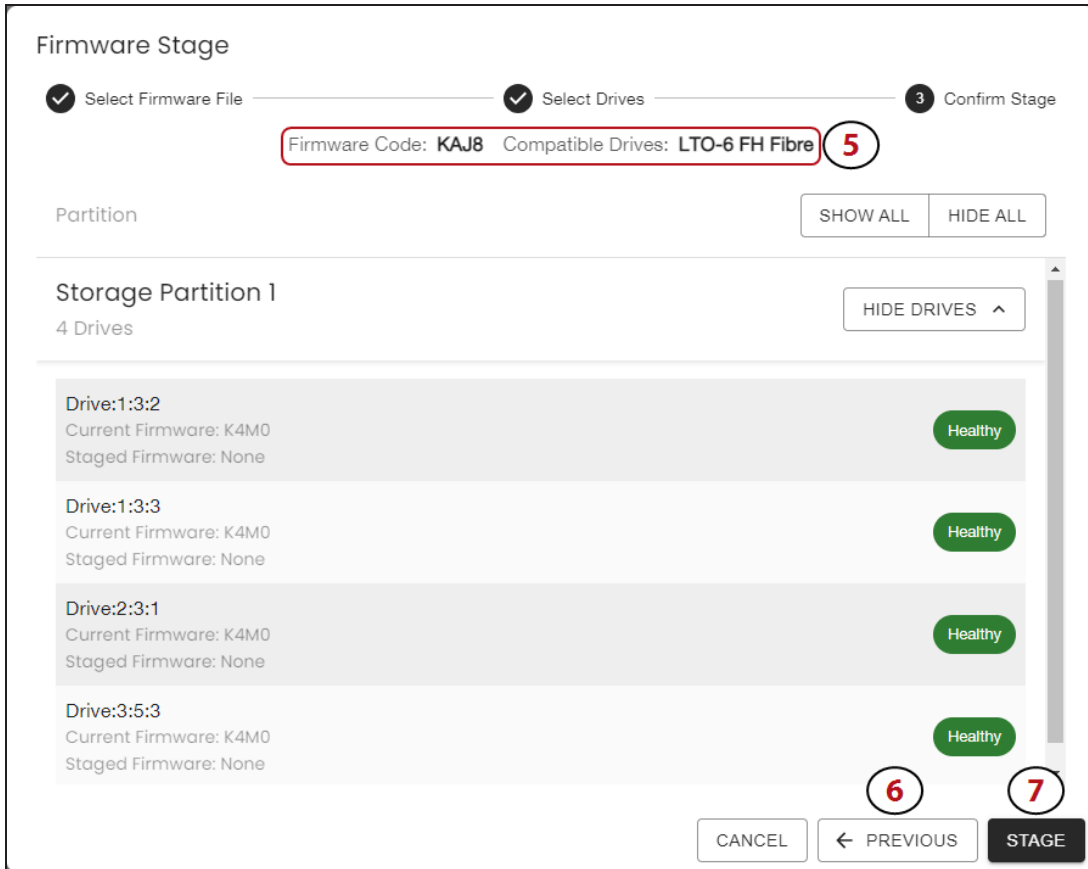 Firmware Stage
Select Firmware File Select Drives 3 Confirm Stage
Firmware Code: KAJ8 Compatible Drives: LTO-6 FH Fibre 5
Partition SHOW ALL HIDE ALL
Storage Partition 1
4 Drives
HIDE DRIVES
Drive:1:3:2
Current Firmware: K4M0
Staged Firmware: None
Healthy
Drive:1:3:3
Current Firmware: K4M0
Staged Firmware: None
Healthy
Drive:2:3:1
Current Firmware: K4M0
Staged Firmware: None
Healthy
Drive:3:5:3
Current Firmware: K4M0
Staged Firmware: None
Healthy
6 7
CANCEL PREVIOUS STAGE